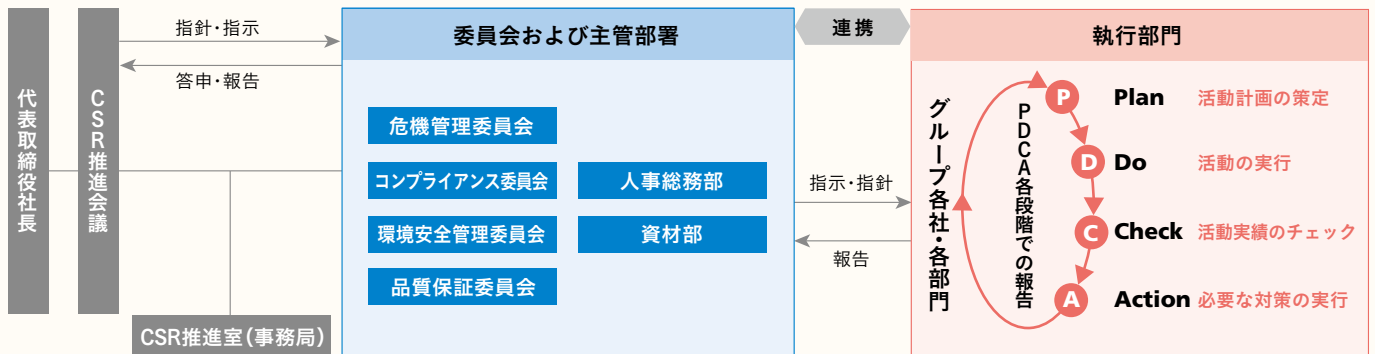 代表取締役社長
CSR推進会議
指針・指示
答申・報告
CSR推進室(事務局)
委員会および主管部署
危機管理委員会
コンプライアンス委員会
人事総務部
環境安全管理委員会
資材部
品質保証委員会
連携
指示・指針
報告
執行部門
グループ各社・各部門
PDCA各段階での報告
P Plan 活動計画の策定
D Do 活動の実行
C Check 活動実績のチェック
A Action 必要な対策の実行